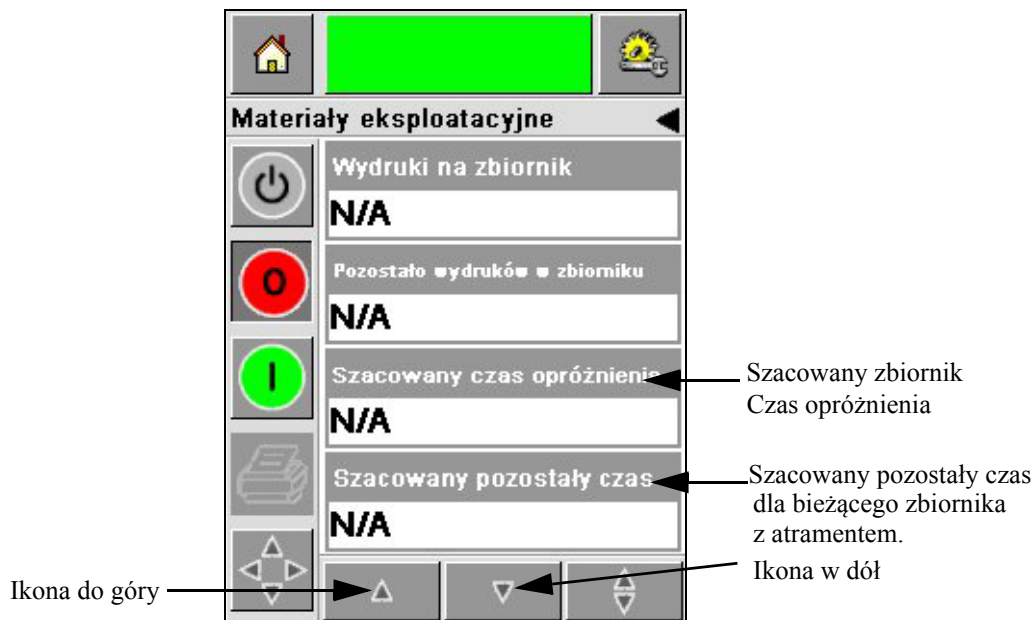 Materiały eksploatacyjne
Wydruki na zbiornik
N/A
Pozostało wydruków w zbiorniku
N/A
Szacowany czas opróżnienia
N/A
Szacowany pozostały czas
N/A
Szacowany zbiornik
Czas opróżnienia
Szacowany pozostały czas
dla bieżącego zbiornika
z atramentem.
Ikona w dół
Ikona do góry